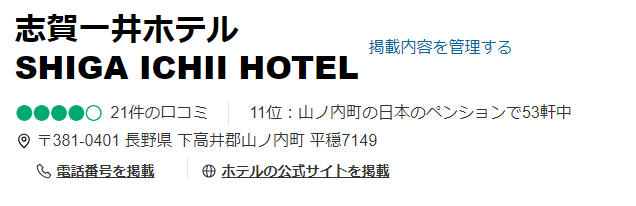 志賀一井ホテル
SHIGA ICHII HOTEL 掲載内容を管理する
21件の口コミ 11位：山ノ内町の日本のペンションで53軒中
〒381-0401 長野県 下高井郡山ノ内町 平穏7149
電話番号を掲載 ホテルの公式サイトを掲載